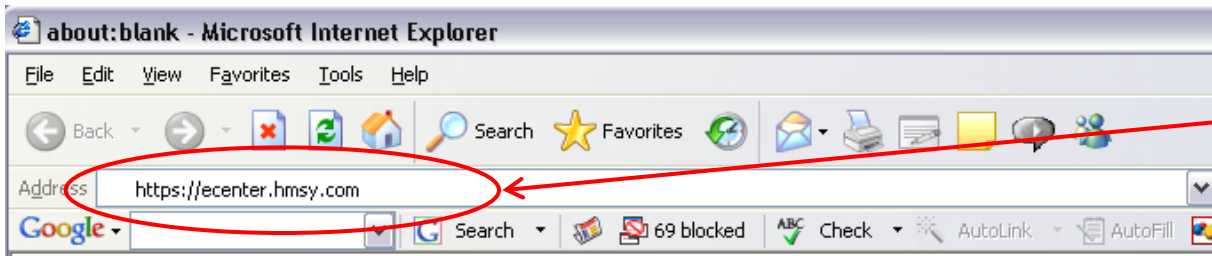 about:blank - Microsoft Internet Explorer
File Edit View Favorites Tools Help
Back Search Favorites
Address https://ecenter.hmsy.com
Google G Search 69 blocked ABC Check AutoLink AutoFill